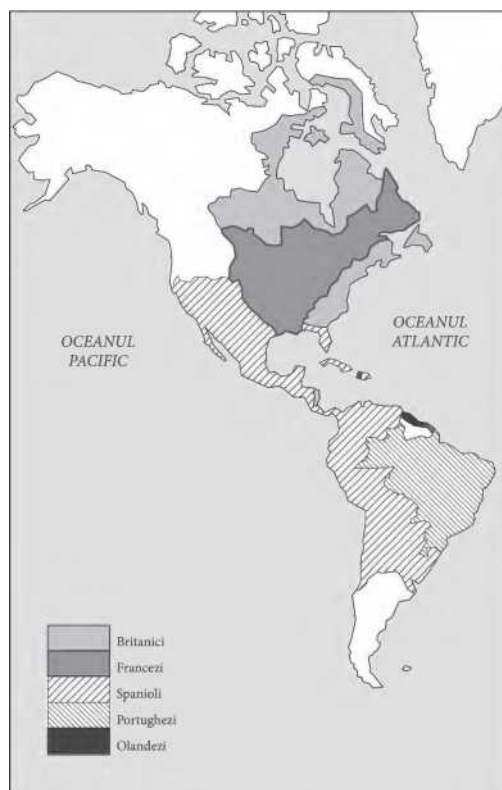 OCEANUL
PACIFIC
OCEANUL
ATLANTIC
Britanici
Francezi
Spanioli
Portughezi
Olandezi